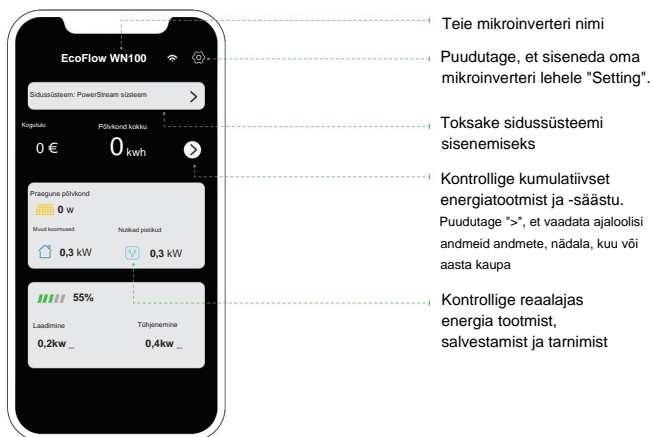 EcoFlow WN100
Sidussüsteem: PowerStream süsteem
Kogutulu
Põlvkond kokku
0 €
0 kwh
Praegune põlvkond
0 w
Muud koormused
Nutikad pistikud
0,3 kW
0,3 kW
55%
Laadimine
Tühjenemine
0,2kw _
0,4kw _
Teie mikroinverteri nimi
Puudutage, et siseneda oma
mikroinverteri lehele "Setting".
Toksake sidussüsteemi
sisenemiseks
Kontrollige kumulatiivset
energiatootmist ja -säästu.
Puudutage ">", et vaadata ajaloolisi
andmeid andmete, nädala, kuu või
aasta kaupa
Kontrollige reaalajas
energia tootmist,
salvestamist ja tarnimist